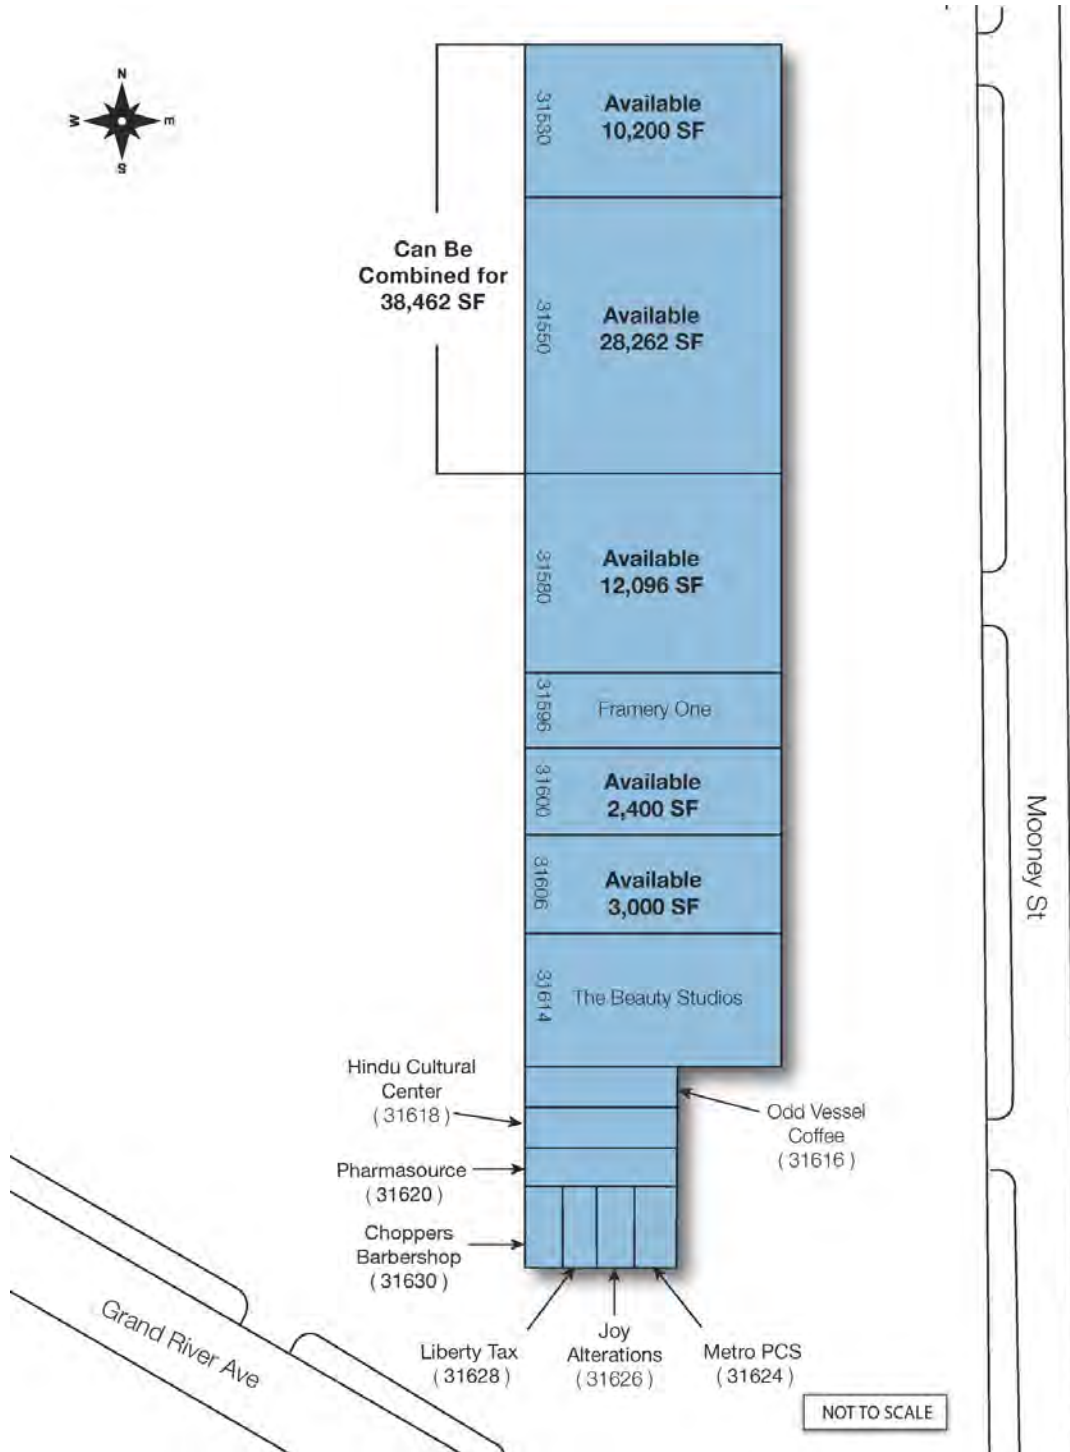 N
W
E
S
31530
Available
10,200 SF
Can Be
Combined for
38,462 SF
31550
Available
28,262 SF
31580
Available
12,096 SF
31596
Framery One
31600
Available
2,400 SF
31606
Available
3,000 SF
Mooney St
31614
The Beauty Studios
Hindu Cultural
Center
( 31618 )
Odd Vessel
Coffee
( 31616 )
Pharmasource
( 31620 )
Choppers
Barbershop
( 31630 )
Grand River Ave
Liberty Tax
( 31628 )
Joy
Alterations
( 31626 )
Metro PCS
( 31624 )
NOT TO SCALE